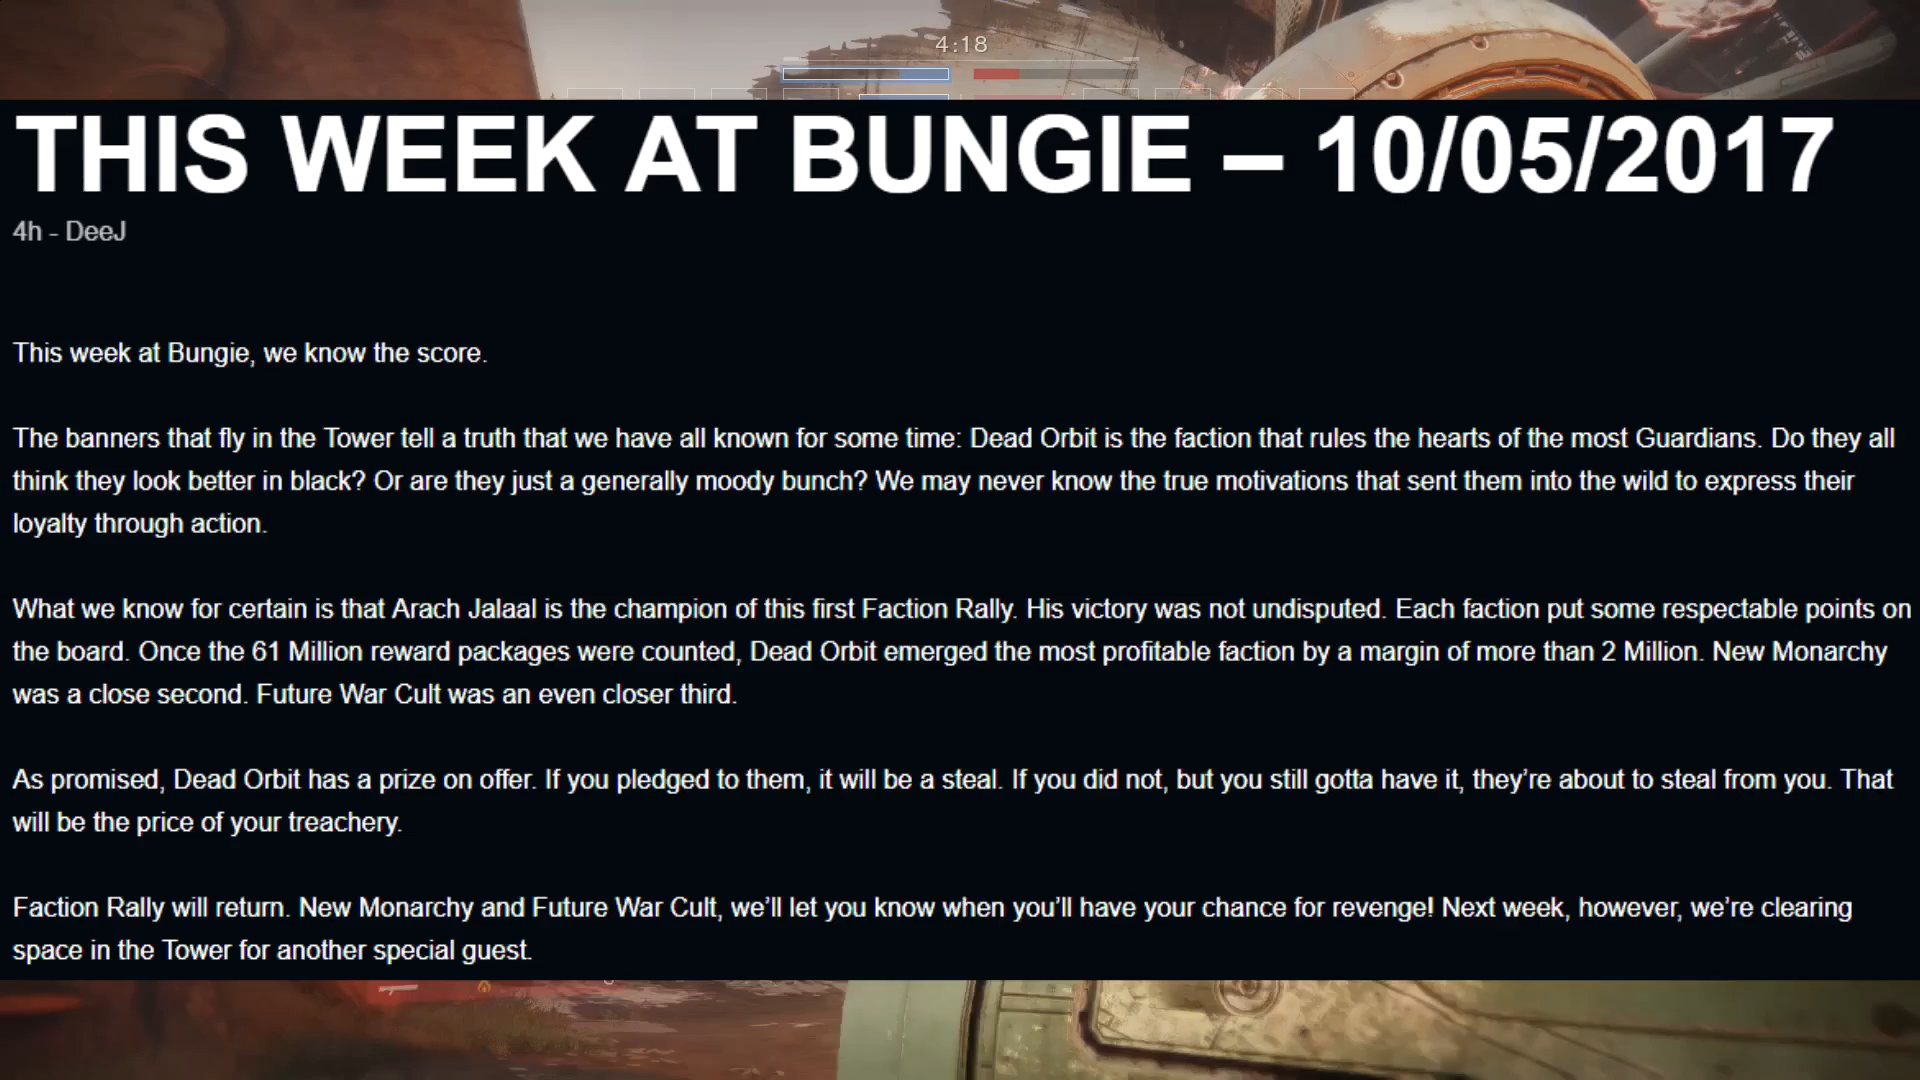 4:18
THIS WEEK AT BUNGIE – 10/05/2017
4h - DeeJ
This week at Bungie, we know the score.
The banners that fly in the Tower tell a truth that we have all known for some time: Dead Orbit is the faction that rules the hearts of the most Guardians. Do they all
think they look better in black? Or are they just a generally moody bunch? We may never know the true motivations that sent them into the wild to express their
loyalty through action.
What we know for certain is that Arach Jalaal is the champion of this first Faction Rally. His victory was not undisputed. Each faction put some respectable points on
the board. Once the 61 Million reward packages were counted, Dead Orbit emerged the most profitable faction by a margin of more than 2 Million. New Monarchy
was a close second. Future War Cult was an even closer third.
As promised, Dead Orbit has a prize on offer. If you pledged to them, it will be a steal. If you did not, but you still gotta have it, they’re about to steal from you. That
will be the price of your treachery.
Faction Rally will return. New Monarchy and Future War Cult, we’ll let you know when you’ll have your chance for revenge! Next week, however, we’re clearing
space in the Tower for another special guest.